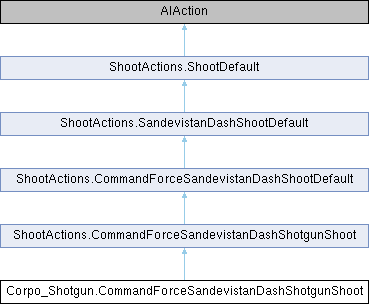 AIAction
ShootActions.ShootDefault
ShootActions.SandevistanDashShootDefault
ShootActions.CommandForceSandevistanDashShootDefault
ShootActions.CommandForceSandevistanDashShotgunShoot
Corpo_Shotgun.CommandForceSandevistanDashShotgunShoot